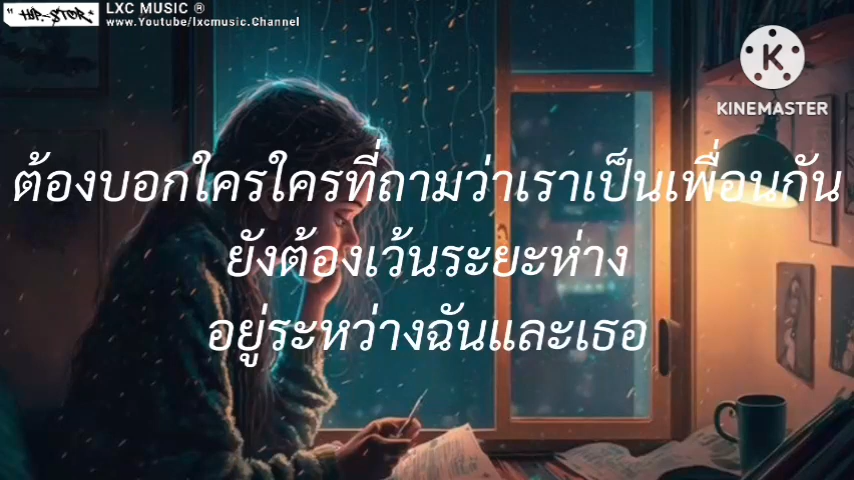 HIP-STER
LXC MUSIC ®
www.Youtube/lxcmusic.Channel
KINEMASTER
ต้องบอกใครใครที่ถามว่าเราเป็นเพื่อนกัน
ยังต้องเว้นระยะห่าง
อยู่ระหว่างฉันและเธอ